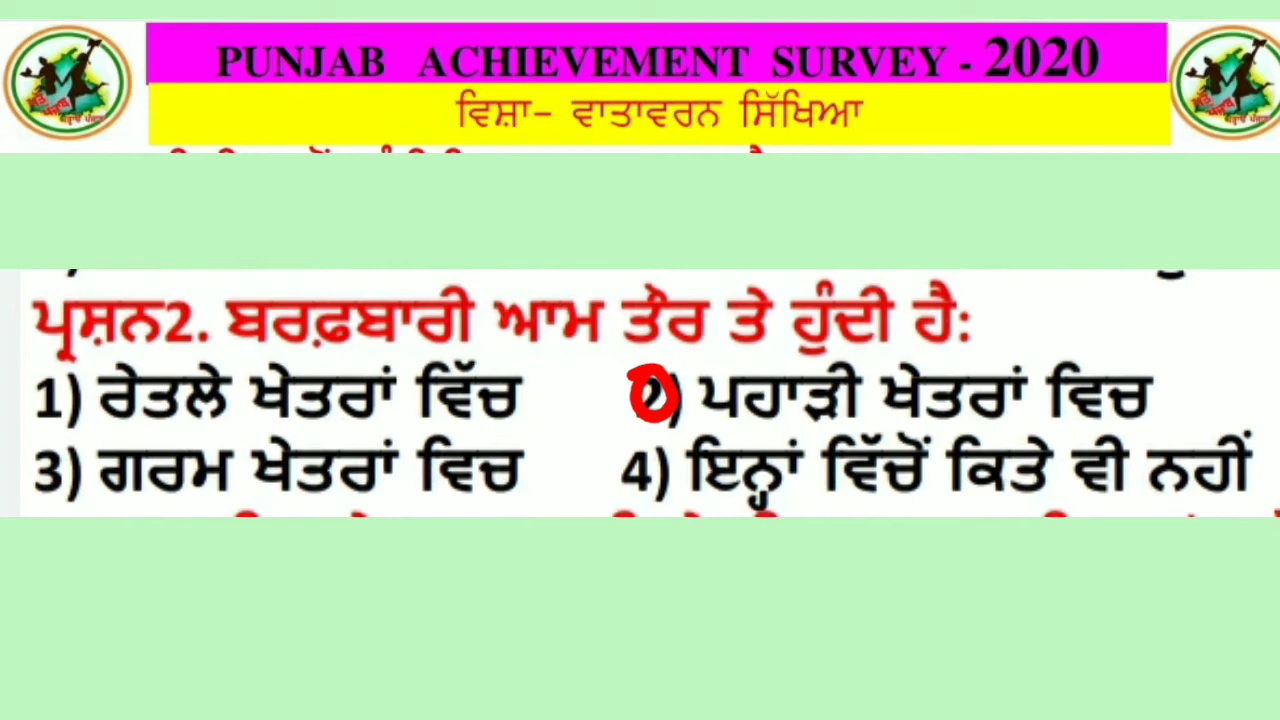 PUNJAB ACHIEVEMENT SURVEY - 2020
ਵਿਸ਼ਾ- ਵਾਤਾਵਰਨ ਸਿੱਖਿਆ
ਪ੍ਰਸ਼ਨ2. ਬਰਫ਼ਬਾਰੀ ਆਮ ਤੌਰ ਤੇ ਹੁੰਦੀ ਹੈ:
1) ਰੇਤਲੇ ਖੇਤਰਾਂ ਵਿੱਚ 2) ਪਹਾੜੀ ਖੇਤਰਾਂ ਵਿਚ
3) ਗਰਮ ਖੇਤਰਾਂ ਵਿਚ 4) ਇਨ੍ਹਾਂ ਵਿੱਚੋਂ ਕਿਤੇ ਵੀ ਨਹੀਂ